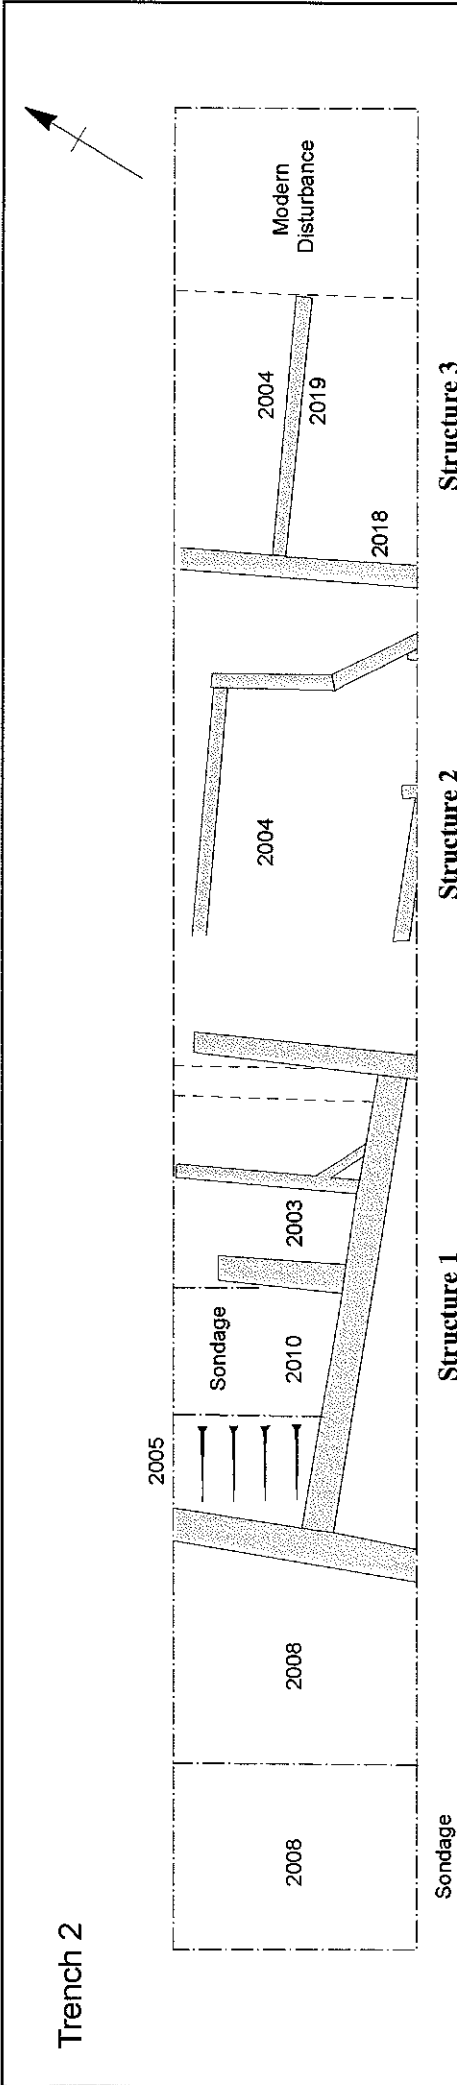 Trench 2
2005
2008
2008
Sondage
2010
2003
2004
2004
2019
2018
Modern
Disturbance
Sondage
Structure 1
Structure 2
Structure 3